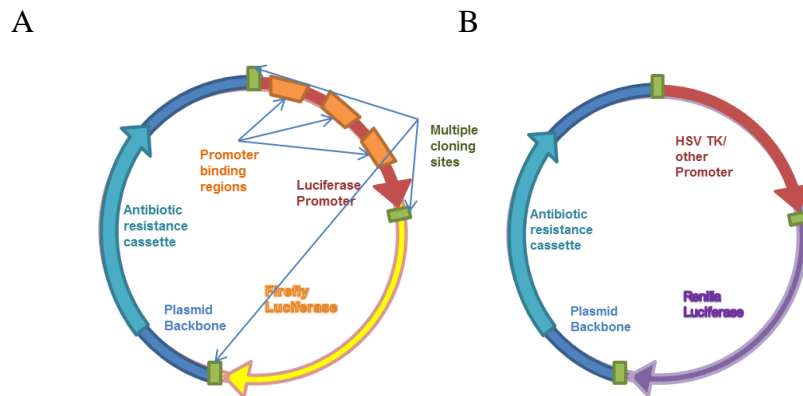 A
Promoter
binding
regions
Luciferase
Promoter
Multiple
cloning
sites
Antibiotic
resistance
cassette
Firefly
Luciferase
Plasmid
Backbone
B
HSV TK/
other
Promoter
Antibiotic
resistance
cassette
Renilla
Luciferase
Plasmid
Backbone